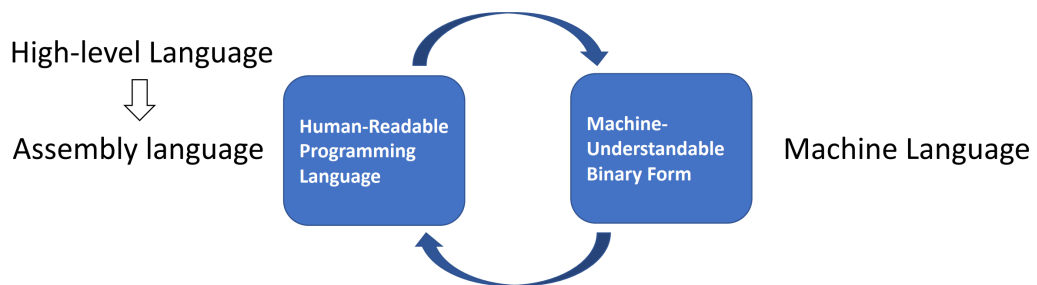 High-level Language
Assembly language
Human-Readable
Programming
Language
Machine-
Understandable
Binary Form
Machine Language